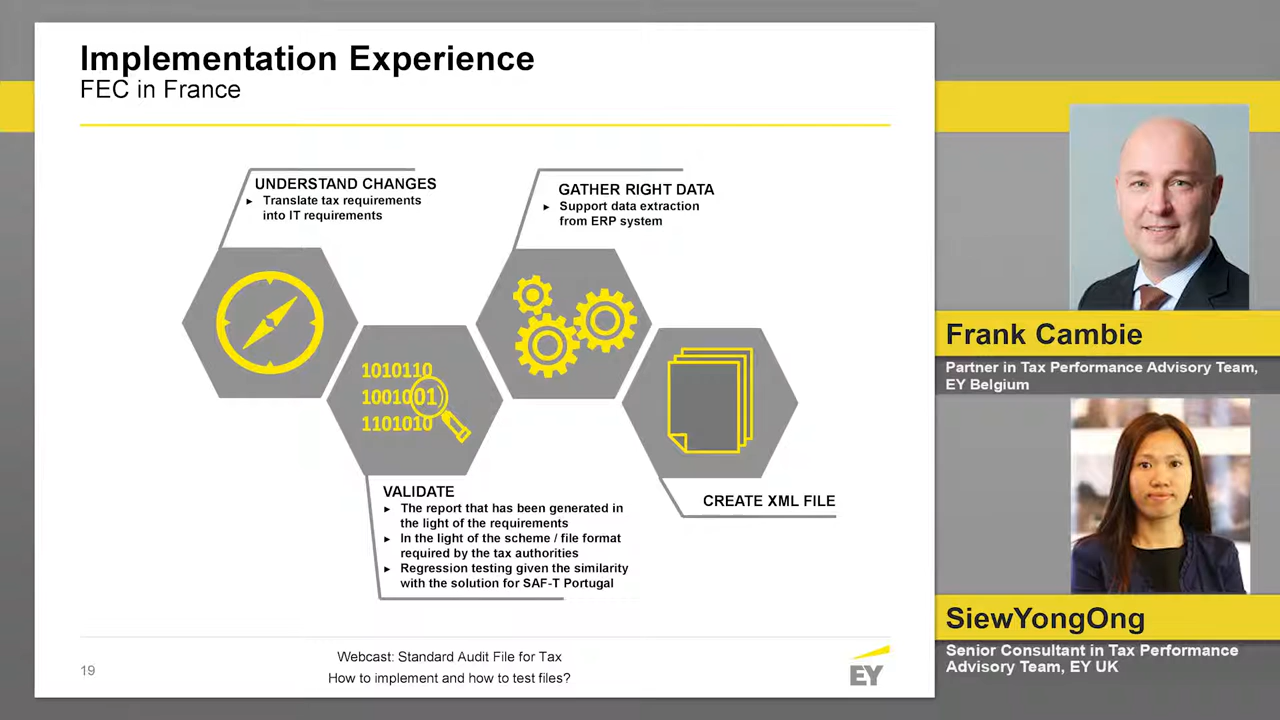 Implementation Experience
FEC in France
UNDERSTAND CHANGES
► Translate tax requirements
into IT requirements
GATHER RIGHT DATA
► Support data extraction
from ERP system
1010110
1001001
1101010
VALIDATE
► The report that has been generated in
the light of the requirements
► In the light of the scheme / file format
required by the tax authorities
► Regression testing given the similarity
with the solution for SAF-T Portugal
CREATE XML FILE
19
Webcast: Standard Audit File for Tax
How to implement and how to test files?
EY
Frank Cambie
Partner in Tax Performance Advisory Team,
EY Belgium
SiewYongOng
Senior Consultant in Tax Performance
Advisory Team, EY UK